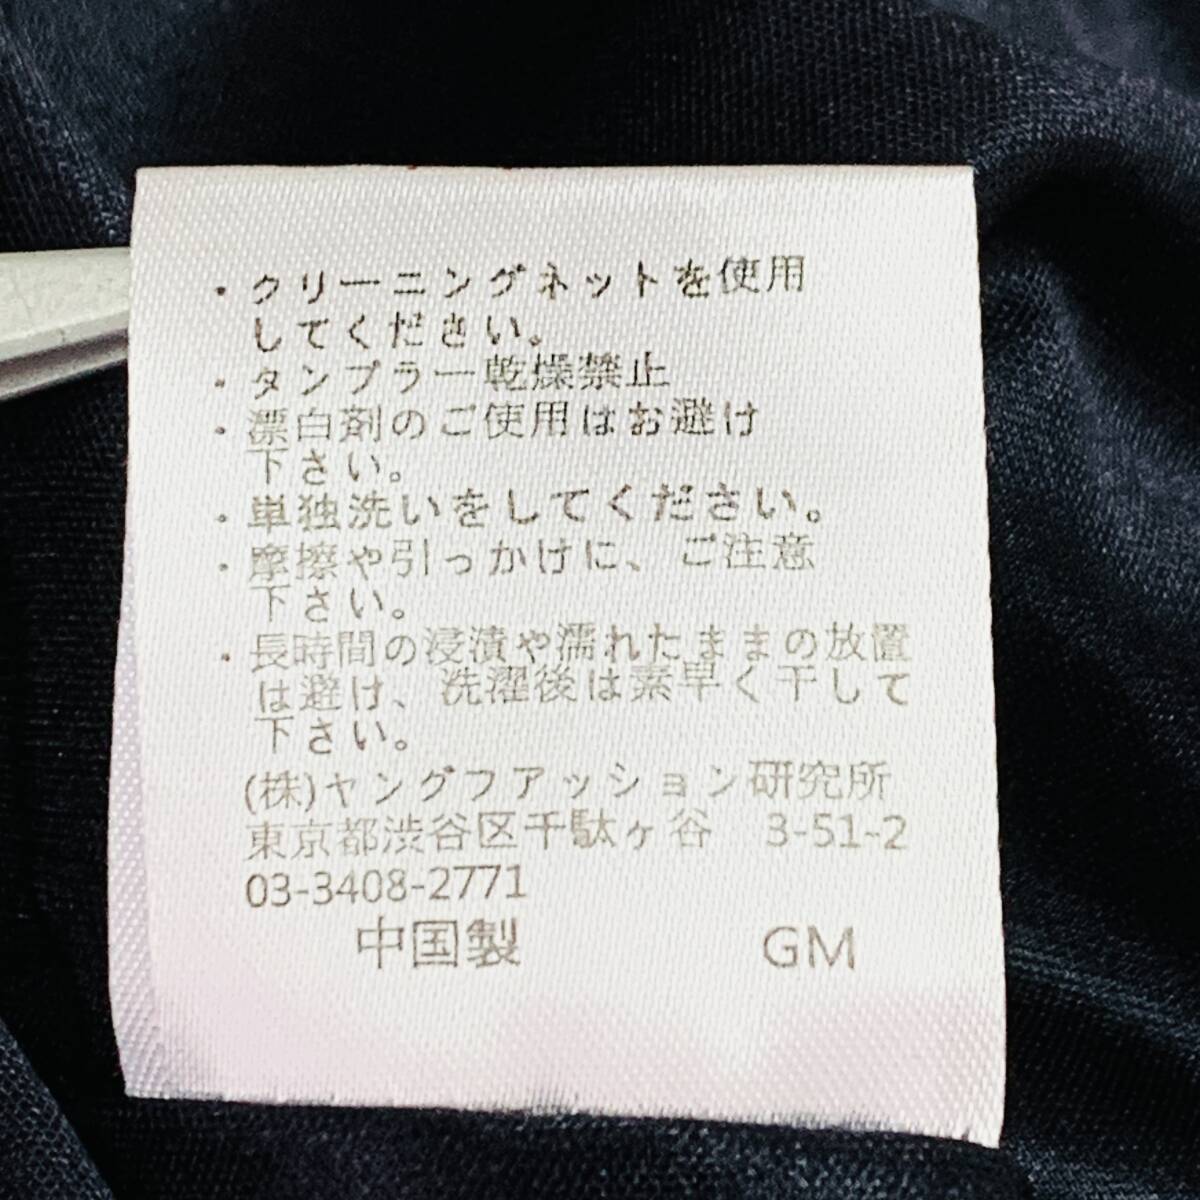 ・クリーニングネットを使用
してください。
・タンブラー乾燥禁止
・漂白剤のご使用はお避け
下さい。
・単独洗いをしてください。
・摩擦や引っかけに、ご注意
下さい。
・長時間の浸漬や濡れたままの放置
は避け、洗濯後は素早く干して
下さい。
(株)ヤングファッション研究所
東京都渋谷区千駄ヶ谷 3-51-2
03-3408-2771
中国製 GM